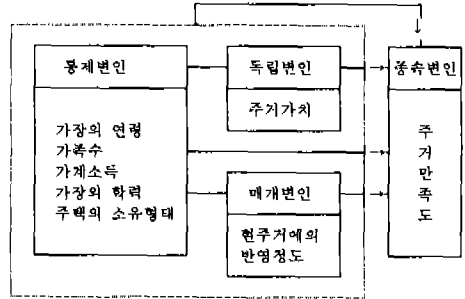 통제변인
가장의 연령
가족수
가계소득
가장의 학력
주택의 소유형태
독립변인
주거가치
매개변인
현주거에의
반영정도
종속변인
주
거
만
족
도